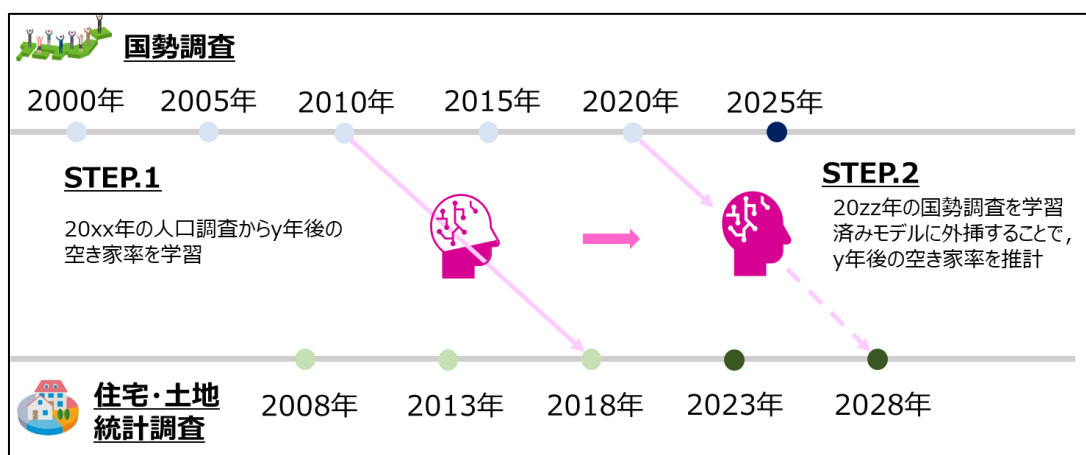 国勢調査
2000年 2005年 2010年 2015年 2020年 2025年
STEP.1
20xx年の人口調査からy年後の
空き家率を学習
STEP.2
20zz年の国勢調査を学習
済みモデルに外挿することで,
y年後の空き家率を推計
住宅・土地
統計調査
2008年 2013年 2018年 2023年 2028年